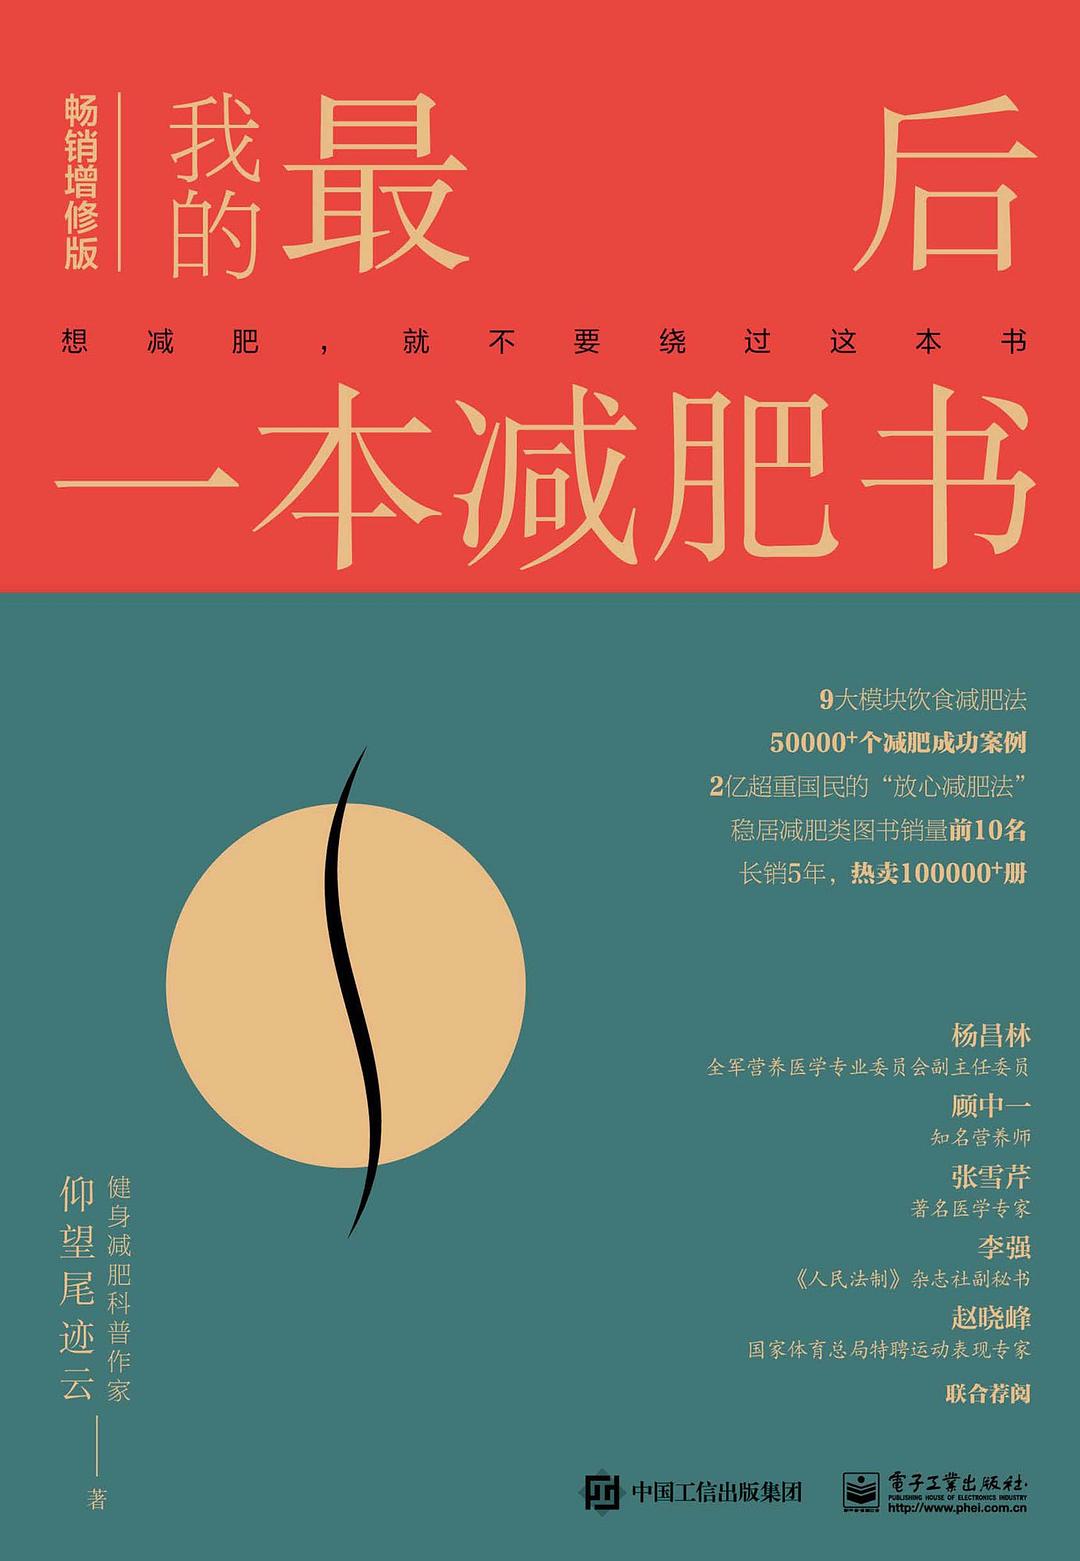 畅销增修版
我的
最后
想减肥，就不要绕过这本书
一本减肥书
9大模块饮食减肥法
50000+个减肥成功案例
2亿超重国民的“放心减肥法”
稳居减肥类图书销量前10名
长销5年，热卖100000+册
杨昌林
全军营养医学专业委员会副主任委员
顾中一
知名营养师
张雪芹
著名医学专家
李强
《人民法制》杂志社副秘书
赵晓峰
国家体育总局特聘运动表现专家
联合荐阅
健身减肥科普作家
仰望尾迹云
著
中国工信出版集团
電子工業出版社
PUBLISHING HOUSE OF ELECTRONICS INDUSTRY
http://www.phei.com.cn